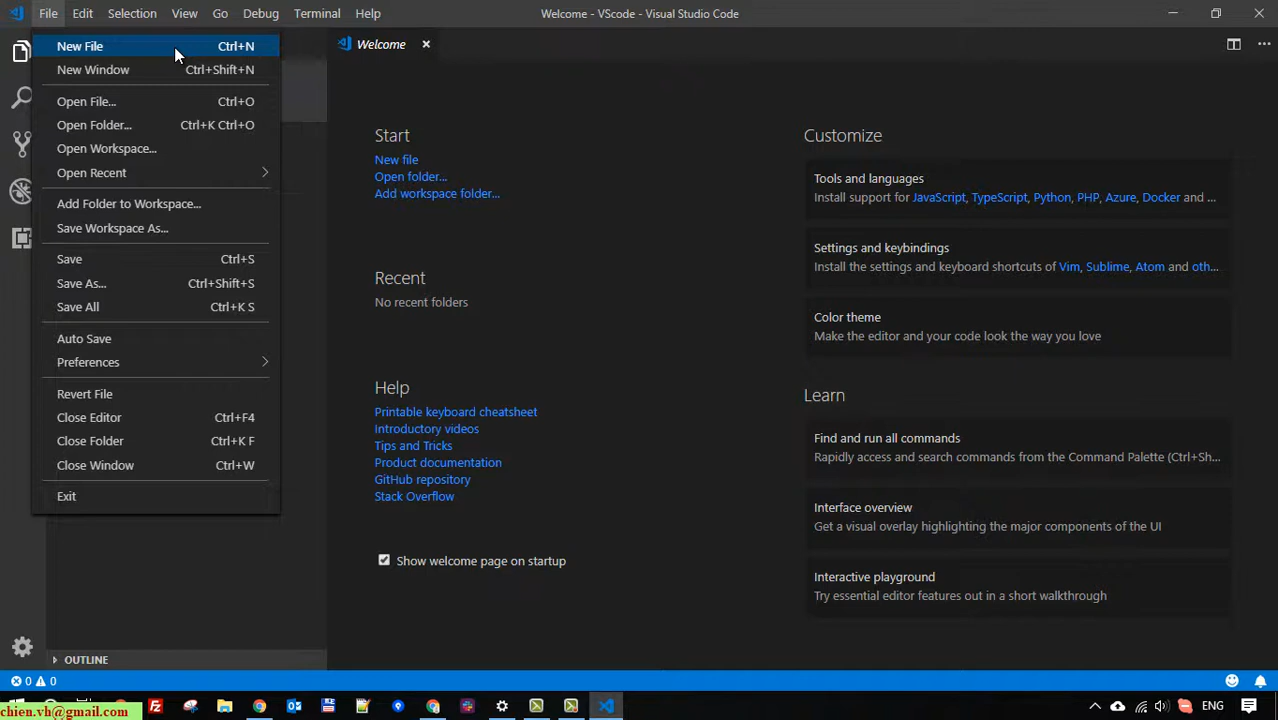 File Edit Selection View Go Debug Terminal Help
Welcome - VScode - Visual Studio Code
New File Ctrl+N
New Window Ctrl+Shift+N
Open File... Ctrl+O
Open Folder... Ctrl+K Ctrl+O
Open Workspace...
Open Recent
Add Folder to Workspace...
Save Workspace As...
Save Ctrl+S
Save As... Ctrl+Shift+S
Save All Ctrl+K S
Auto Save
Preferences
Revert File
Close Editor Ctrl+F4
Close Folder Ctrl+K F
Close Window Ctrl+W
Exit
OUTLINE
Welcome
Start
New file
Open folder...
Add workspace folder...
Recent
No recent folders
Help
Printable keyboard cheatsheet
Introductory videos
Tips and Tricks
Product documentation
GitHub repository
Stack Overflow
Show welcome page on startup
Customize
Tools and languages
Install support for JavaScript, TypeScript, Python, PHP, Azure, Docker and ...
Settings and keybindings
Install the settings and keyboard shortcuts of Vim, Sublime, Atom and oth...
Color theme
Make the editor and your code look the way you love
Learn
Find and run all commands
Rapidly access and search commands from the Command Palette (Ctrl+Sh...
Interface overview
Get a visual overlay highlighting the major components of the UI
Interactive playground
Try essential editor features out in a short walkthrough
0 0
chien.vh@gmail.com
ENG